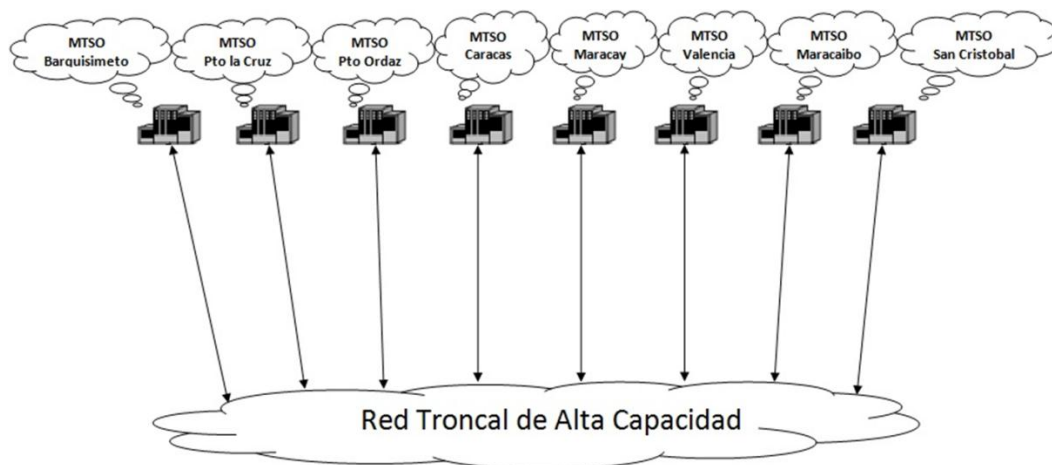 MTSO
Barquisimeto
MTSO
Pto la Cruz
MTSO
Pto Ordaz
MTSO
Caracas
MTSO
Maracay
MTSO
Valencia
MTSO
Maracaibo
MTSO
San Cristobal
Red Troncal de Alta Capacidad